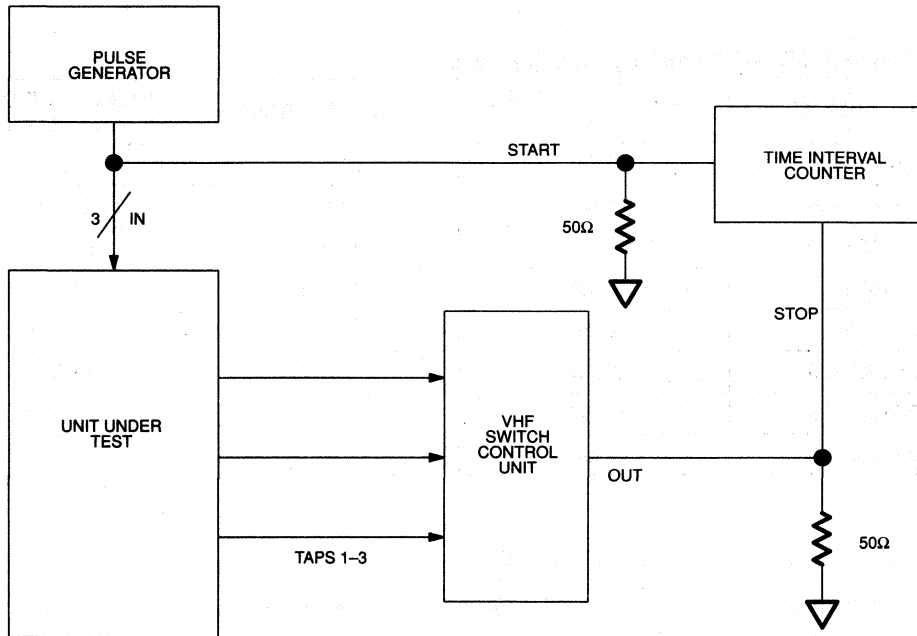 PULSE
GENERATOR
START
TIME INTERVAL
COUNTER
3 IN
50Ω
STOP
UNIT UNDER
TEST
VHF
SWITCH
CONTROL
UNIT
OUT
TAPS 1–3
50Ω